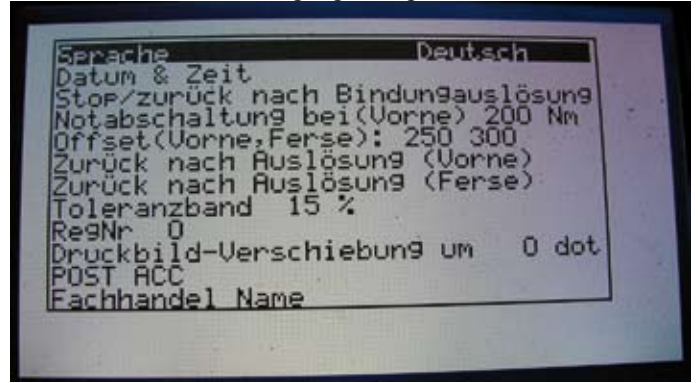 Sprache Deutsch
Datum & Zeit
Stop/zurück nach Bindungauslösung
Notabschaltung bei(Vorne) 200 Nm
Offset(Vorne,Ferse): 250 300
Zurück nach Auslösung (Vorne)
Zurück nach Auslösung (Ferse)
Toleranzband 15 %
RegNr 0
Druckbild-Verschiebung um 0 dot
POST ACC
Fachhandel Name